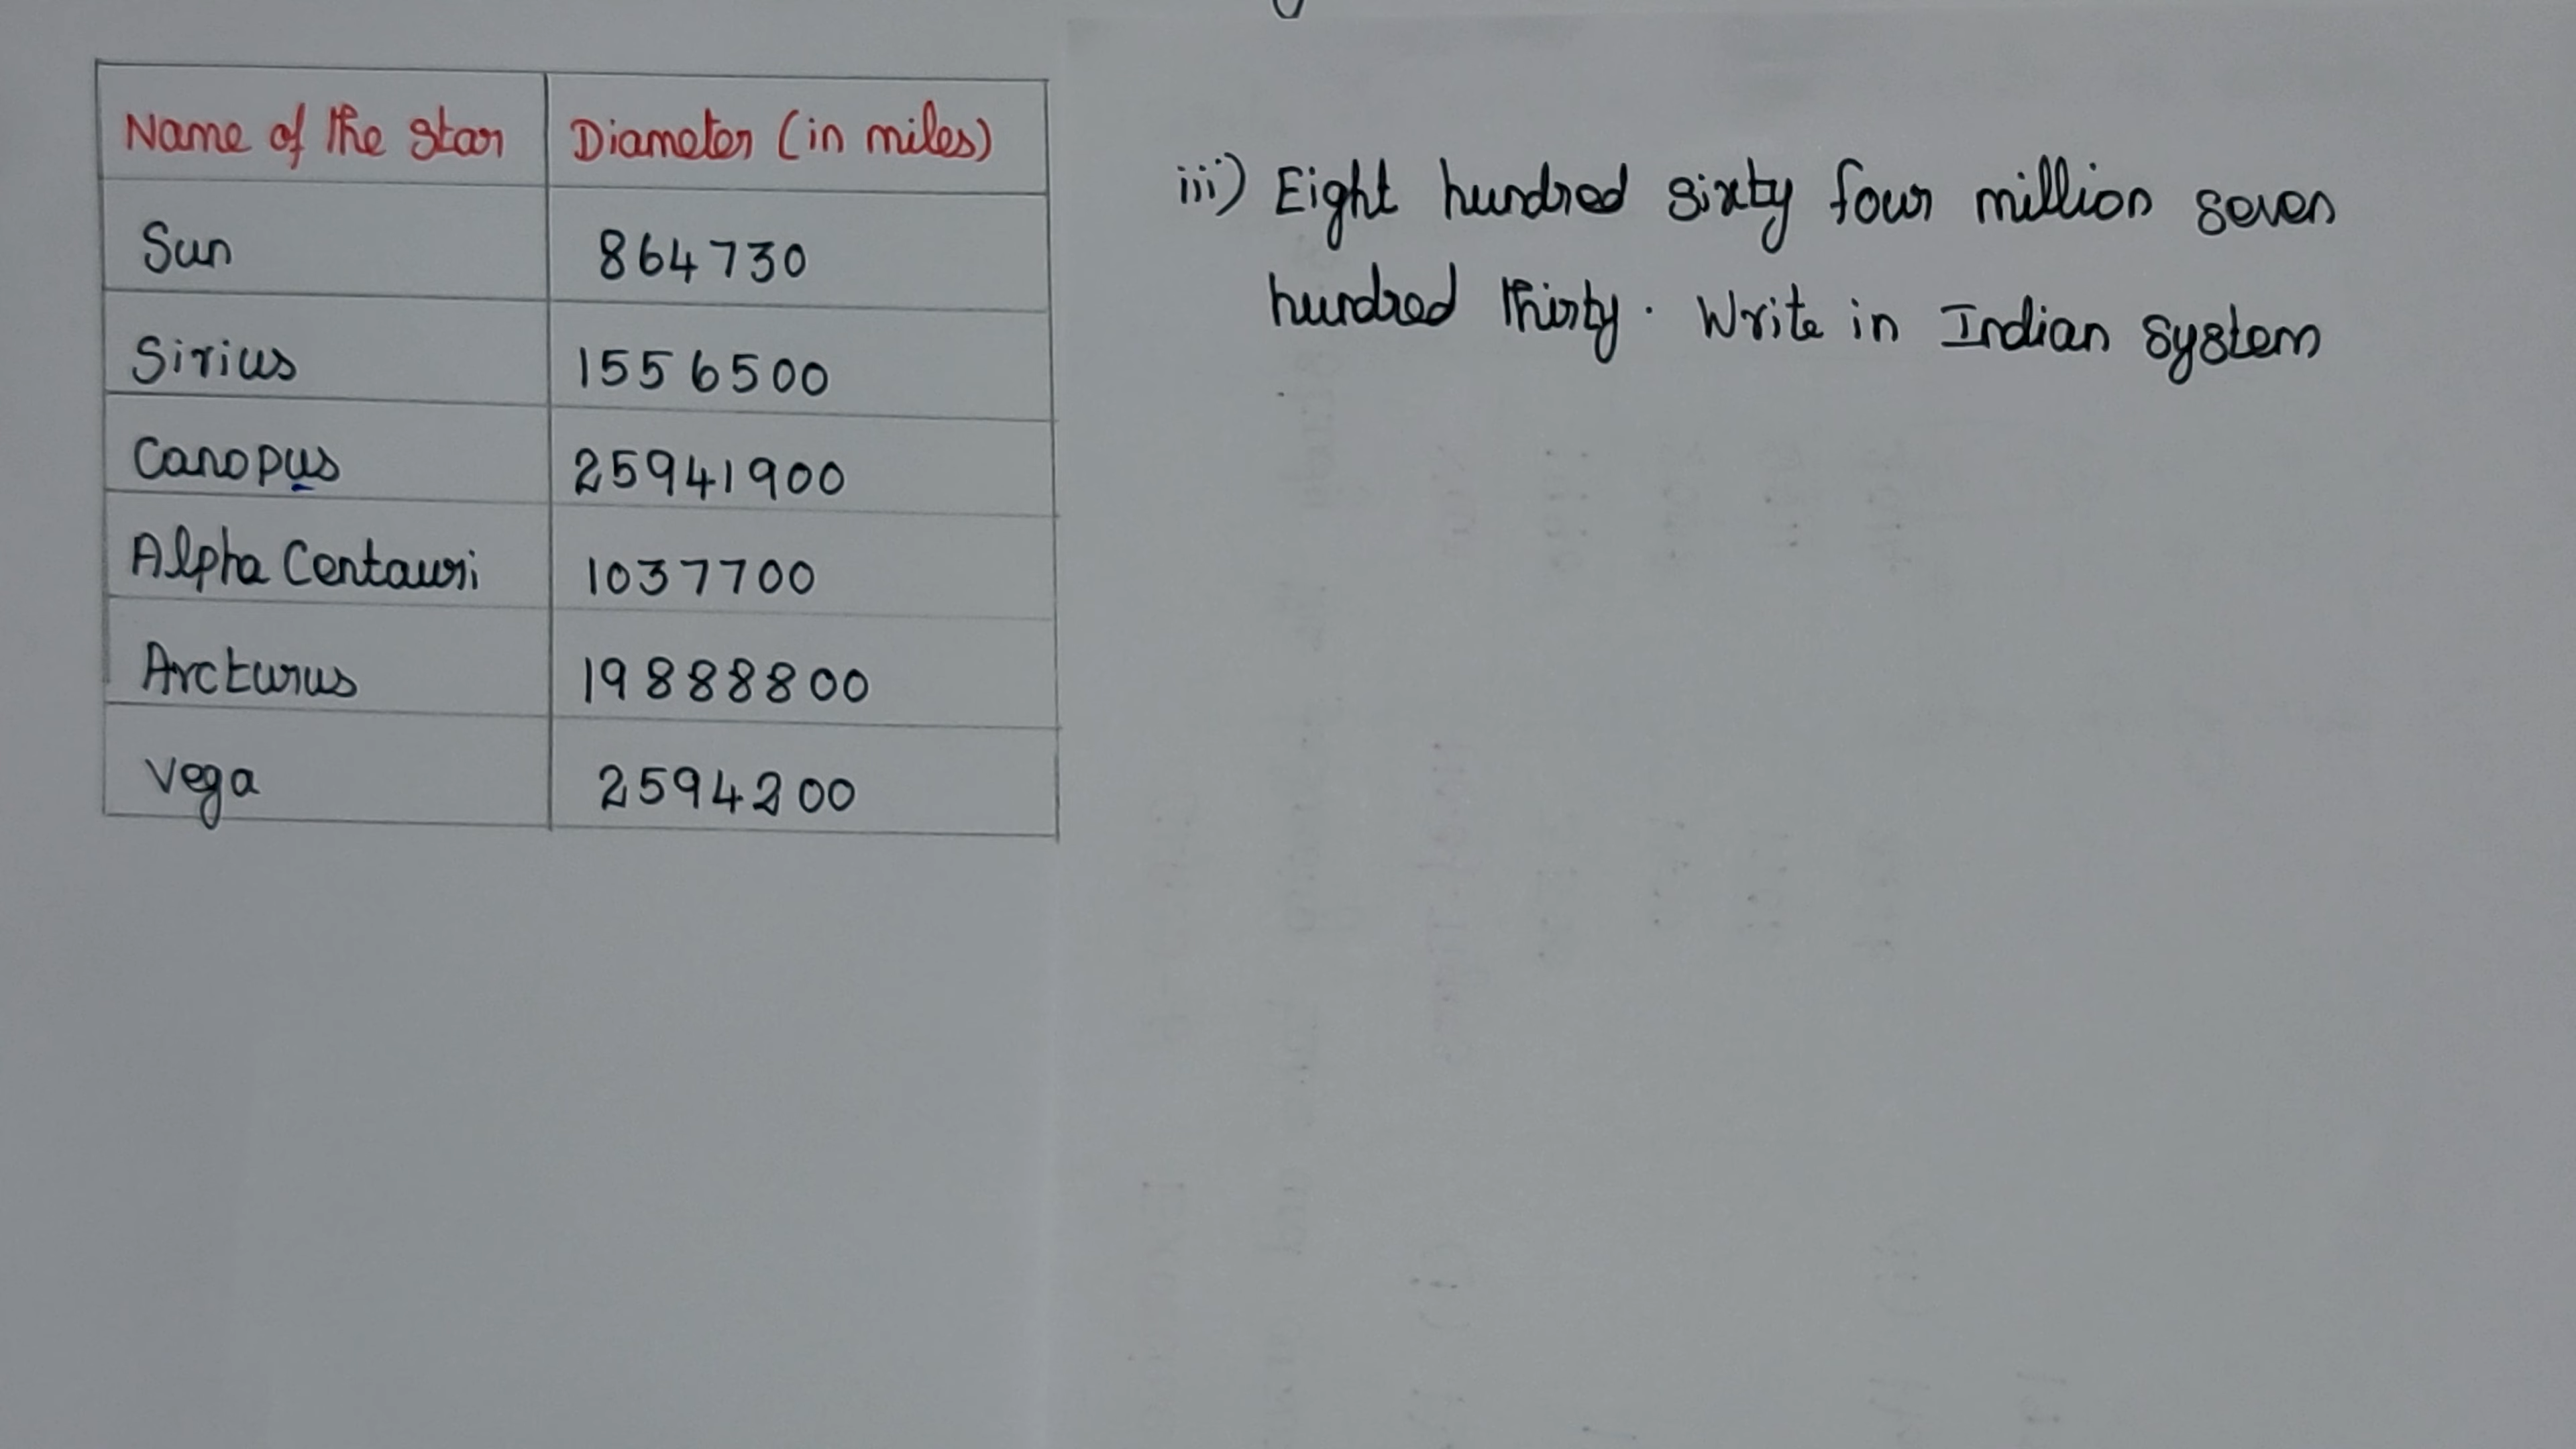 Name of the star Diameter (in miles)
Sun 864730
Sirius 1556500
Canopus 25941900
Alpha Centauri 1037700
Arcturus 19888800
Vega 2594200
iii) Eight hundred sixty four million seven
hundred thirty. Write in Indian system